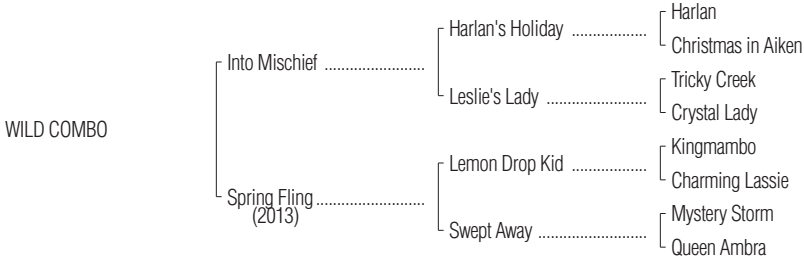 Harlan
Harlan's Holiday ..................
Christmas in Aiken
Into Mischief ........................
Tricky Creek
Leslie's Lady ........................
Crystal Lady
WILD COMBO
Kingmambo
Lemon Drop Kid ..................
Charming Lassie
Spring Fling ..........................
(2013)
Mystery Storm
Swept Away ..........................
Queen Ambra